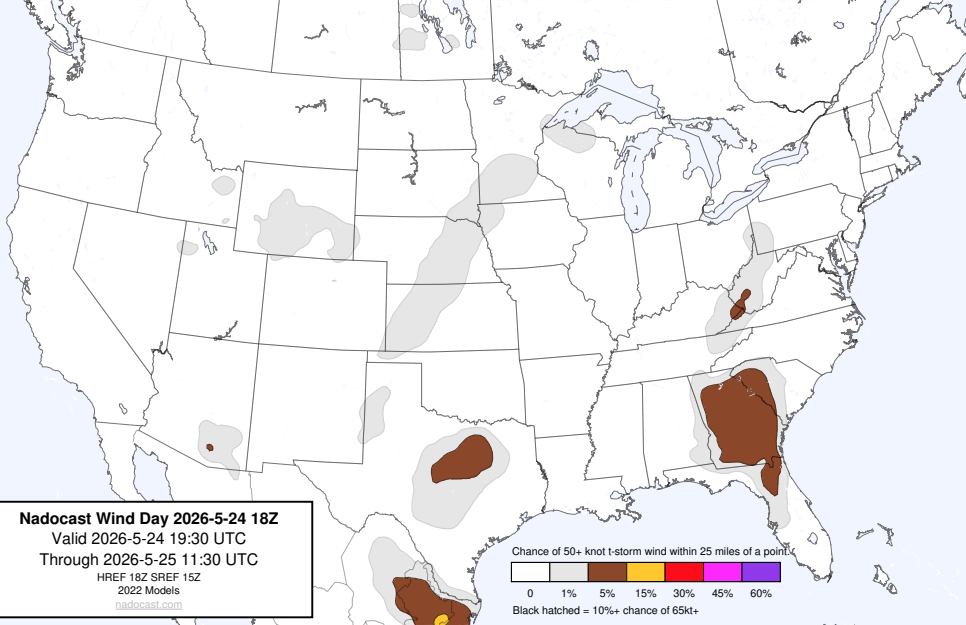 Nadocast Wind Day 2026-5-24 18Z
Valid 2026-5-24 19:30 UTC
Through 2026-5-25 11:30 UTC
HREF 18Z SREF 15Z
2022 Models
nadocast.com
Chance of 50+ knot t-storm wind within 25 miles of a point.
0 1% 5% 15% 30% 45% 60%
Black hatched = 10%+ chance of 65kt+